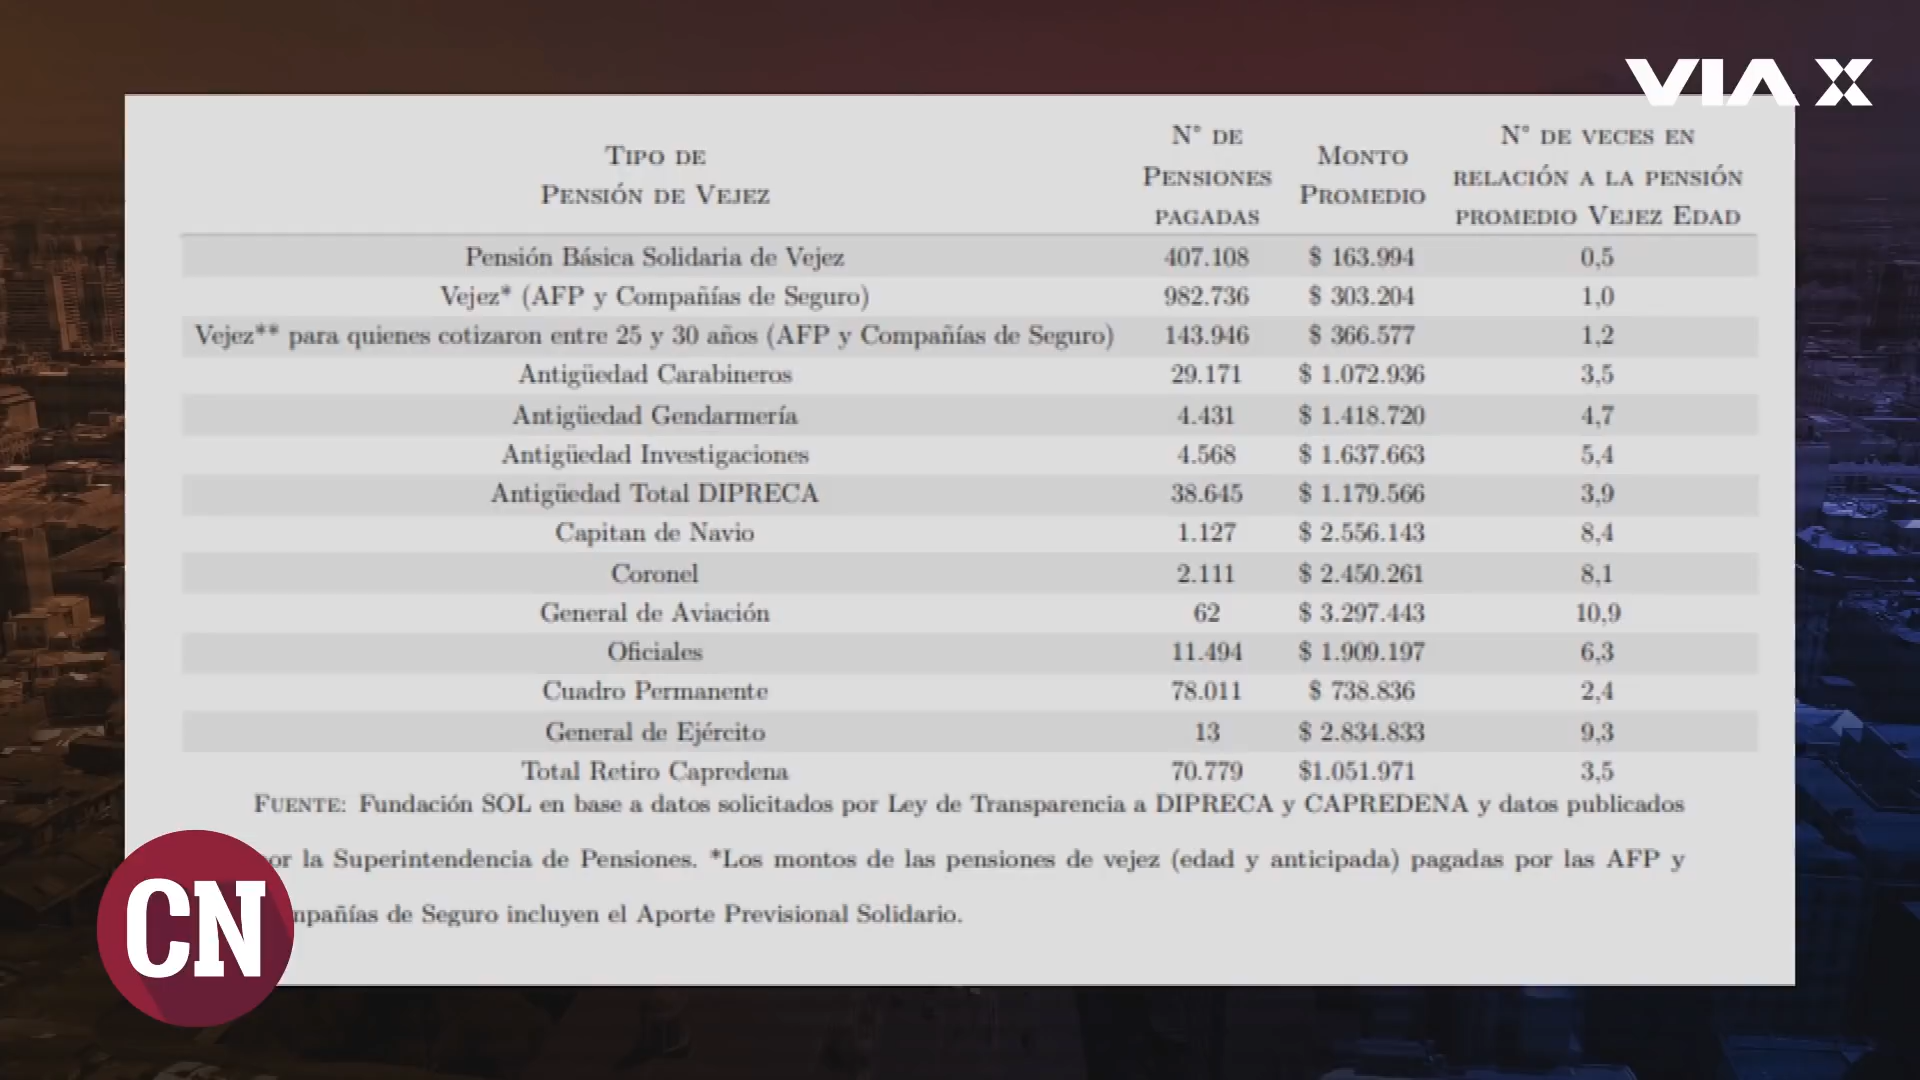 VIA X
TIPO DE
PENSIÓN DE VEJEZ
N° DE
PENSIONES
PAGADAS
MONTO
PROMEDIO
N° DE VECES EN
RELACIÓN A LA PENSIÓN
PROMEDIO VEJEZ EDAD
Pensión Básica Solidaria de Vejez 407.108 $ 163.994 0,5
Vejez* (AFP y Compañías de Seguro) 982.736 $ 303.204 1,0
Vejez** para quienes cotizaron entre 25 y 30 años (AFP y Compañías de Seguro) 143.946 $ 366.577 1,2
Antigüedad Carabineros 29.171 $ 1.072.936 3,5
Antigüedad Gendarmería 4.431 $ 1.418.720 4,7
Antigüedad Investigaciones 4.568 $ 1.637.663 5,4
Antigüedad Total DIPRECA 38.645 $ 1.179.566 3,9
Capitan de Navio 1.127 $ 2.556.143 8,4
Coronel 2.111 $ 2.450.261 8,1
General de Aviación 62 $ 3.297.443 10,9
Oficiales 11.494 $ 1.909.197 6,3
Cuadro Permanente 78.011 $ 738.836 2,4
General de Ejército 13 $ 2.834.833 9,3
Total Retiro Capredena 70.779 $1.051.971 3,5
FUENTE: Fundación SOL en base a datos solicitados por Ley de Transparencia a DIPRECA y CAPREDENA y datos publicados
or la Superintendencia de Pensiones. *Los montos de las pensiones de vejez (edad y anticipada) pagadas por las AFP y
npañías de Seguro incluyen el Aporte Previsional Solidario.
CN